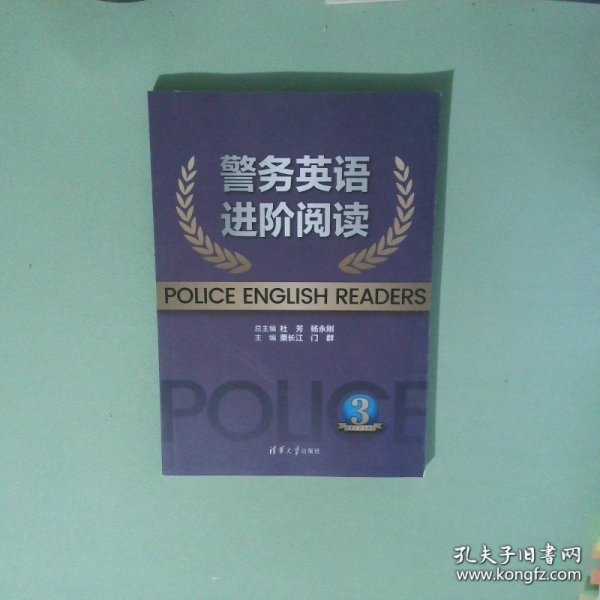 警务英语
进阶阅读
POLICE ENGLISH READERS
总主编 杜 芳 杨永刚
主 编 栗长江 门 群
POLICE
3
清华大学出版社
孔夫子旧书网
www.kongfz.com